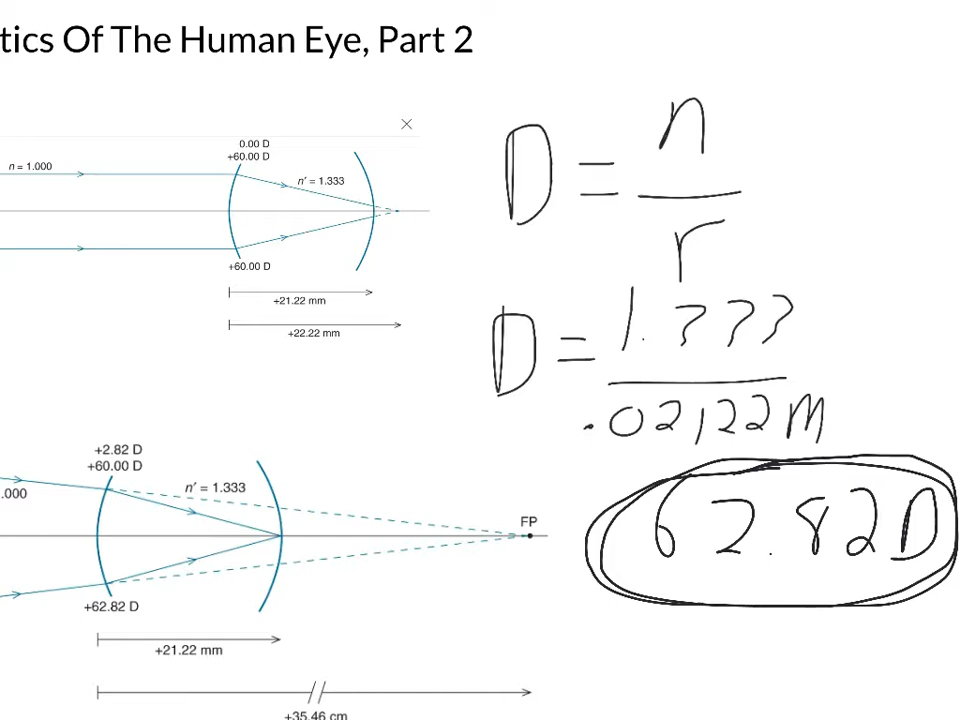 tics Of The Human Eye, Part 2
0.00 D
+60.00 D
n = 1.000
n′ = 1.333
+60.00 D
+21.22 mm
+22.22 mm
D = n
r
D = 1.333
.02122 M
62.82 D
+2.82 D
+60.00 D
.000
n′ = 1.333
FP
+62.82 D
+21.22 mm
+35.46 cm